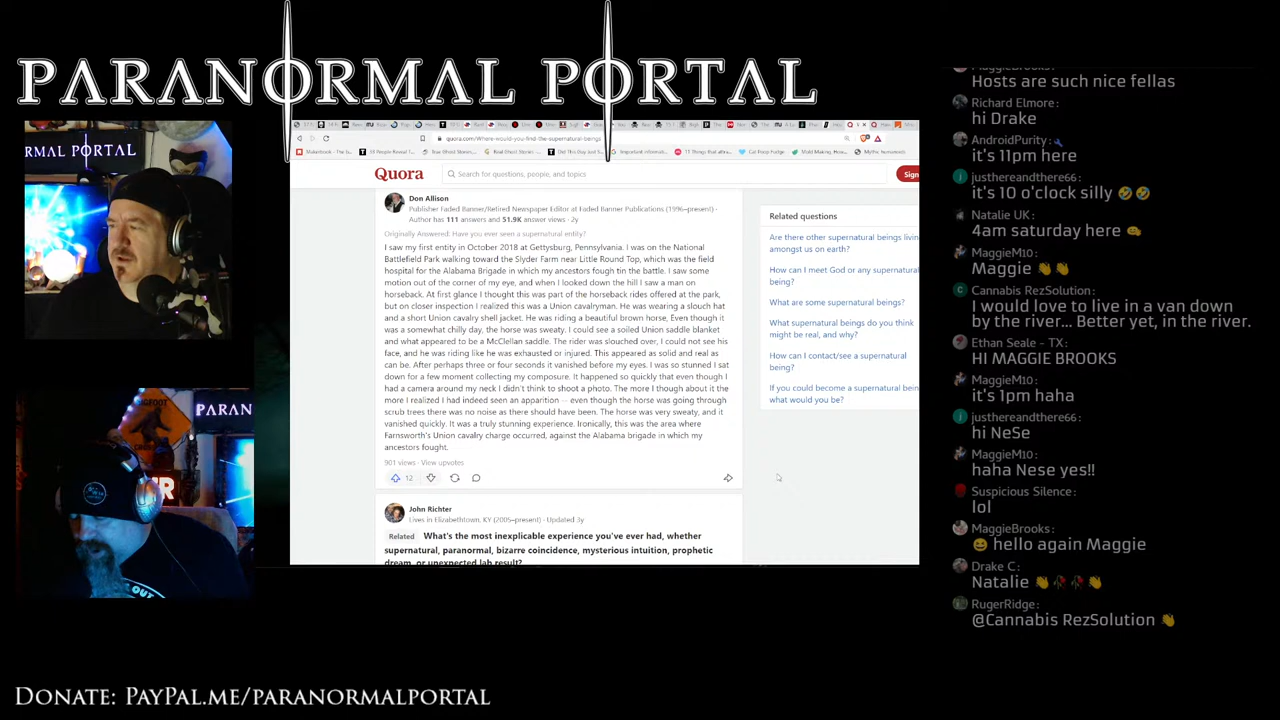 PARANORMAL PORTAL
RMAL PORTAL
BIGFOOT
PARAN
quora.com/Where-would-you-find-the-supernatural-beings
Quora
Search for questions, people, and topics
Sign
Don Allison
Publisher Faded Banner/Retired Newspaper Editor at Faded Banner Publications (1996–present) ·
Author has 111 answers and 51.9K answer views · 2y
Originally Answered: Have you ever seen a supernatural entity?
I saw my first entity in October 2018 at Gettysburg, Pennsylvania. I was on the National
Battlefield Park walking toward the Slyder Farm near Little Round Top, which was the field
hospital for the Alabama Brigade in which my ancestors fough tin the battle. I saw some
motion out of the corner of my eye, and when I looked down the hill I saw a man on
horseback. At first glance I thought this was part of the horseback rides offered at the park,
but on closer inspection I realized this was a Union cavalryman. He was wearing a slouch hat
and a short Union cavalry shell jacket. He was riding a beautiful brown horse, Even though it
was a somewhat chilly day, the horse was sweaty. I could see a soiled Union saddle blanket
and what appeared to be a McClellan saddle. The rider was slouched over, I could not see his
face, and he was riding like he was exhausted or injured. This appeared as solid and real as
can be. After perhaps three or four seconds it vanished before my eyes. I was so stunned I sat
down for a few moment collecting my composure. It happened so quickly that even though I
had a camera around my neck I didn't think to shoot a photo. The more I though about it the
more I realized I had indeed seen an apparition -- even though the horse was going through
scrub trees there was no noise as there should have been. The horse was very sweaty, and it
vanished quickly. It was a truly stunning experience. Ironically, this was the area where
Farnsworth's Union cavalry charge occurred, against the Alabama brigade in which my
ancestors fought.
901 views · View upvotes
12
John Richter
Lives in Elizabethtown, KY (2005–present) · Updated 3y
Related What's the most inexplicable experience you've ever had, whether
supernatural, paranormal, bizarre coincidence, mysterious intuition, prophetic
dream, or unexpected lab result?
Related questions
Are there other supernatural beings livin
amongst us on earth?
How can I meet God or any supernatural
being?
What are some supernatural beings?
What supernatural beings do you think
might be real, and why?
How can I contact/see a supernatural
being?
If you could become a supernatural bein
what would you be?
MaggieBrooks:
Hosts are such nice fellas
Richard Elmore:
hi Drake
AndroidPurity:
it's 11pm here
justhereandthere66:
it's 10 o'clock silly 🤣🤣
Natalie UK:
4am saturday here
MaggieM10:
Maggie 👏👏
Cannabis RezSolution:
I would love to live in a van down
by the river... Better yet, in the river.
Ethan Seale - TX:
HI MAGGIE BROOKS
MaggieM10:
it's 1pm haha
justhereandthere66:
hi NeSe
MaggieM10:
haha Nese yes!!
Suspicious Silence:
lol
MaggieBrooks:
😄 hello again Maggie
Drake C:
Natalie 👏🥀🥀👏
RugerRidge:
@Cannabis RezSolution 👏
Donate: PayPal.me/paranormalportal